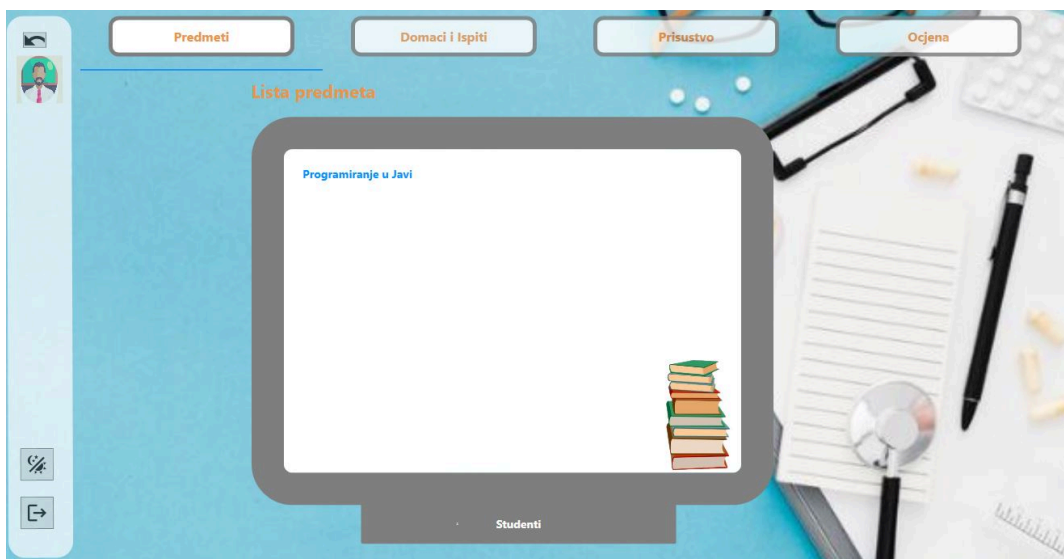 Predmeti
Domaci i Ispiti
Prisustvo
Ocjena
Lista predmeta
Programiranje u Javi
Studenti